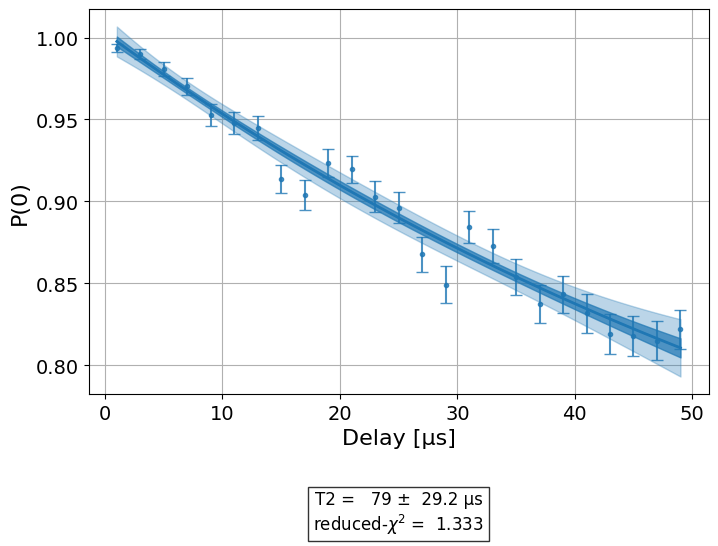 1.00
0.95
0.90
0.85
0.80
P(0)
0 10 20 30 40 50
Delay [µs]
T2 = 79 ± 29.2 µs
reduced-χ² = 1.333